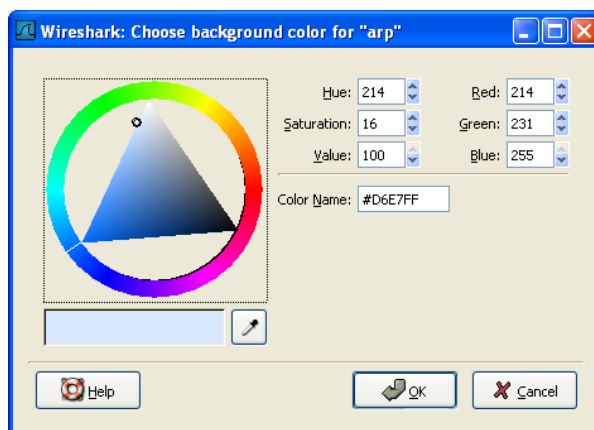 Wireshark: Choose background color for "arp"
Hue: 214 Red: 214
Saturation: 16 Green: 231
Value: 100 Blue: 255
Color Name: #D6E7FF
Help OK Cancel